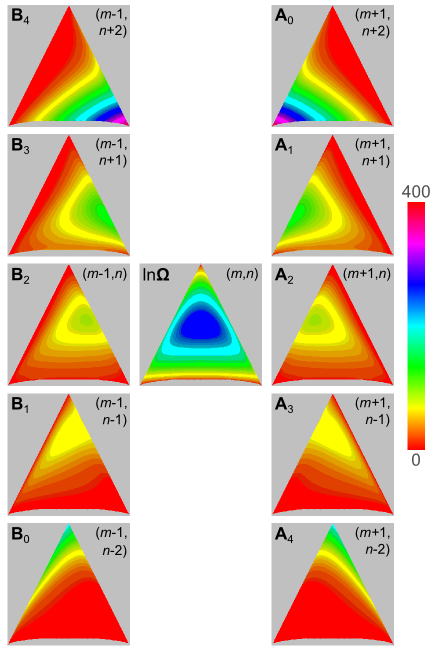 B4 (m-1, n+2)
A0 (m+1, n+2)
B3 (m-1, n+1)
A1 (m+1, n+1)
400
B2 (m-1,n)
lnΩ (m,n)
A2 (m+1,n)
B1 (m-1, n-1)
A3 (m+1, n-1)
0
B0 (m-1, n-2)
A4 (m+1, n-2)